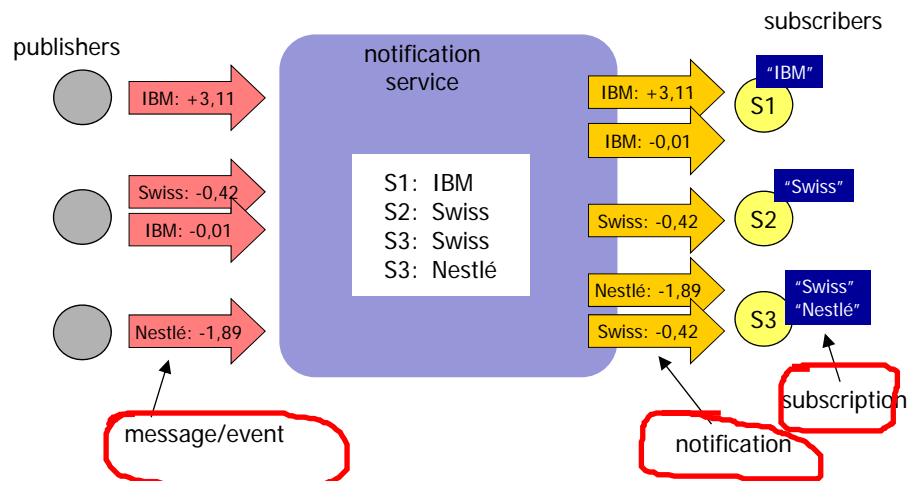 publishers
notification
service
subscribers
IBM: +3,11
IBM: +3,11
"IBM"
S1
IBM: -0,01
Swiss: -0,42
IBM: -0,01
S1: IBM
S2: Swiss
S3: Swiss
S3: Nestlé
Swiss: -0,42
"Swiss"
S2
Nestlé: -1,89
Nestlé: -1,89
Swiss: -0,42
"Swiss"
"Nestlé"
S3
message/event
notification
subscription